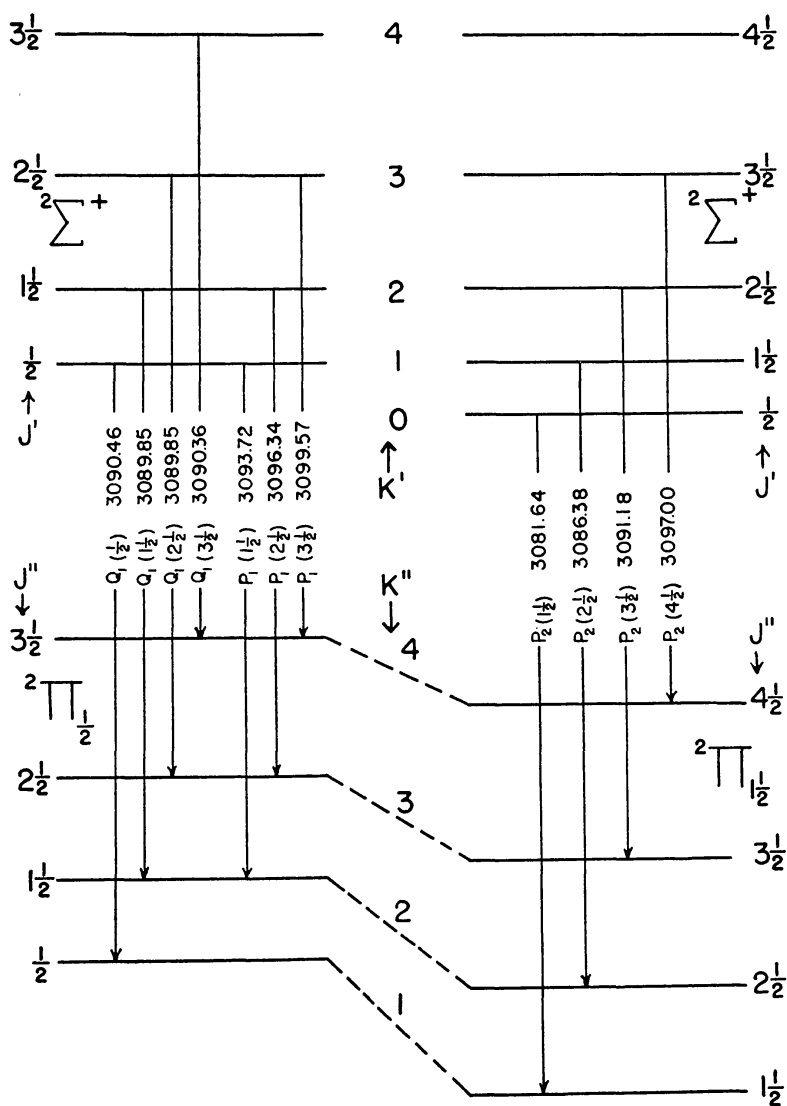 3½ 4 4½
2½ 3 3½
²Σ⁺ ²Σ⁺
1½ 2 2½
½ 1 1½
0 ½
↑ J' ↑ K' ↑ J'
Q₁ (½) 3090.46
Q₁ (1½) 3089.85
Q₁ (2½) 3089.85
Q₁ (3½) 3090.36
P₁ (1½) 3093.72
P₁ (2½) 3096.34
P₁ (3½) 3099.57
P₂ (1½) 3081.64
P₂ (2½) 3086.38
P₂ (3½) 3091.18
P₂ (4½) 3097.00
J" ↓ K" ↓ J" ↓
3½ 4 4½
²Π½ ²Π1½
2½ 3 3½
1½ 2 2½
½ 1 1½